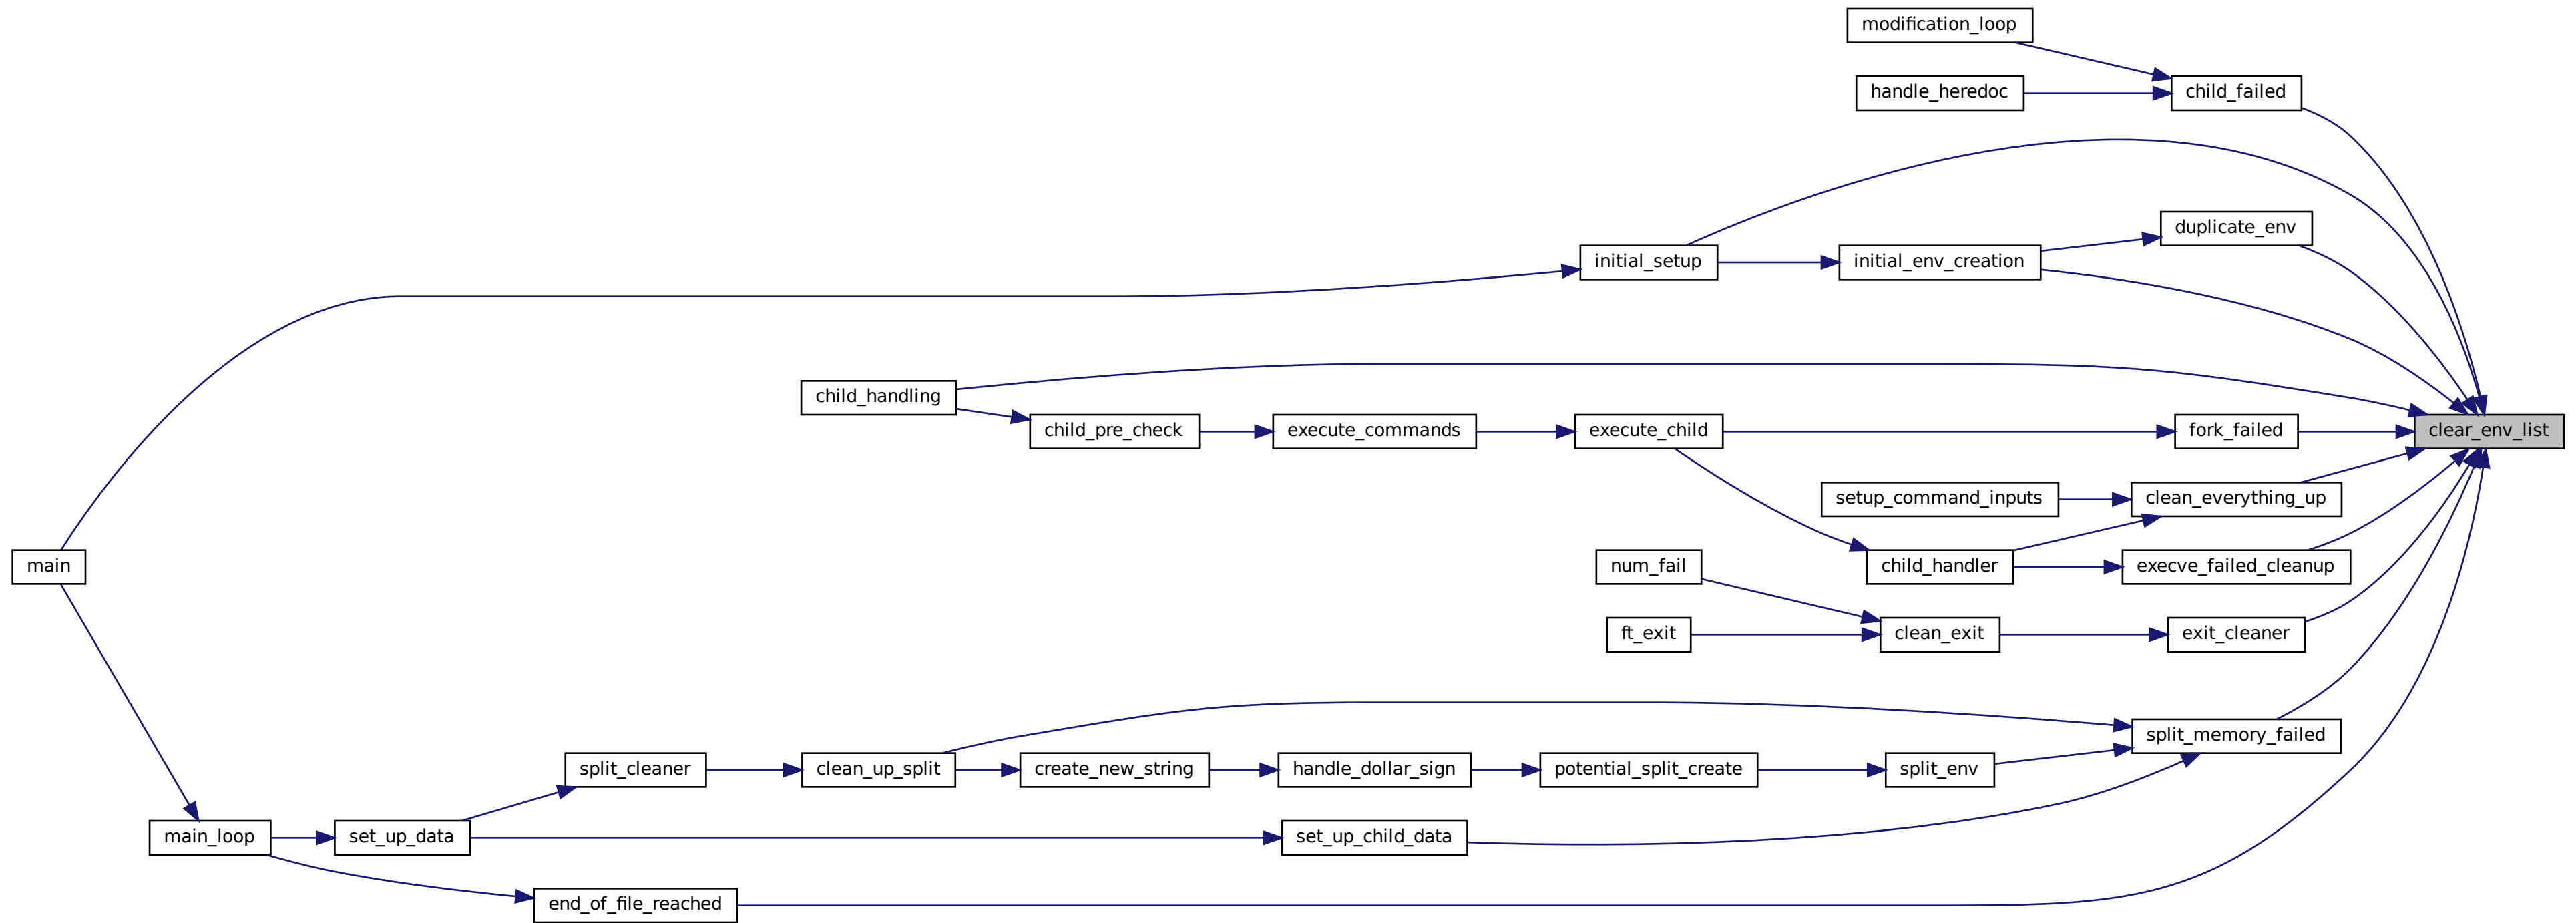 modification_loop
handle_heredoc
child_failed
duplicate_env
initial_setup
initial_env_creation
child_handling
child_pre_check
execute_commands
execute_child
fork_failed
clear_env_list
setup_command_inputs
clean_everything_up
main
num_fail
child_handler
execve_failed_cleanup
ft_exit
clean_exit
exit_cleaner
split_memory_failed
split_cleaner
clean_up_split
create_new_string
handle_dollar_sign
potential_split_create
split_env
main_loop
set_up_data
set_up_child_data
end_of_file_reached